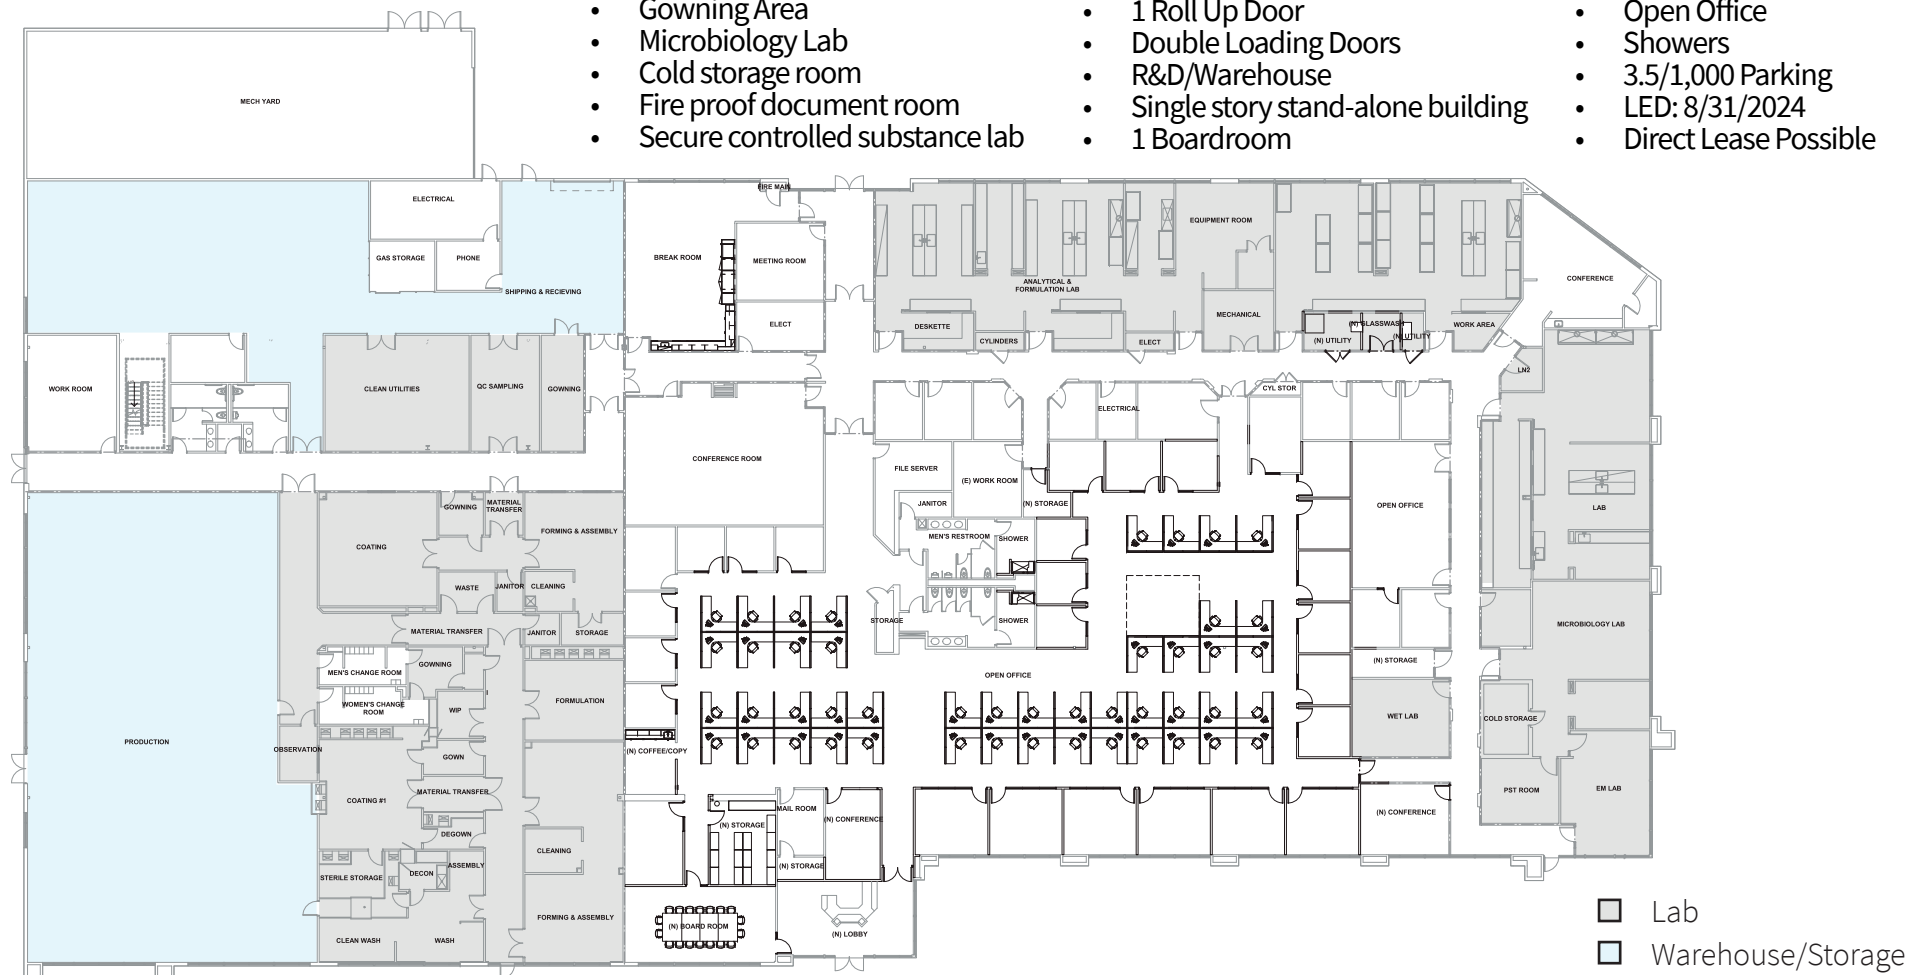 • Gowning Area
• Microbiology Lab
• Cold storage room
• Fire proof document room
• Secure controlled substance lab
• 1 Roll Up Door
• Double Loading Doors
• R&D/Warehouse
• Single story stand-alone building
• 1 Boardroom
• Open Office
• Showers
• 3.5/1,000 Parking
• LED: 8/31/2024
• Direct Lease Possible
MECH YARD
FIRE MAIN
ELECTRICAL
GAS STORAGE
PHONE
SHIPPING & RECIEVING
BREAK ROOM
MEETING ROOM
ELECT
EQUIPMENT ROOM
ANALYTICAL &
FORMULATION LAB
DESKETTE
CYLINDERS
ELECT
MECHANICAL
(N) GLASSWASH
(N) UTILITY
(N) UTILITY
WORK AREA
CONFERENCE
WORK ROOM
CLEAN UTILITIES
QC SAMPLING
GOWNING
LN2
CYL STOR
ELECTRICAL
CONFERENCE ROOM
FILE SERVER
(E) WORK ROOM
JANITOR
(N) STORAGE
OPEN OFFICE
LAB
GOWNING
MATERIAL
TRANSFER
FORMING & ASSEMBLY
COATING
MEN'S RESTROOM
SHOWER
WASTE
JANITOR
CLEANING
STORAGE
SHOWER
MATERIAL TRANSFER
JANITOR
STORAGE
MICROBIOLOGY LAB
MEN'S CHANGE ROOM
GOWNING
(N) STORAGE
OPEN OFFICE
WOMEN'S CHANGE
ROOM
WIP
FORMULATION
WET LAB
COLD STORAGE
PRODUCTION
OBSERVATION
(N) COFFEE/COPY
GOWN
COATING #1
MATERIAL TRANSFER
PST ROOM
EM LAB
MAIL ROOM
(N) STORAGE
(N) CONFERENCE
(N) CONFERENCE
DEGOWN
CLEANING
ASSEMBLY
(N) STORAGE
STERILE STORAGE
DECON
FORMING & ASSEMBLY
(N) BOARD ROOM
(N) LOBBY
CLEAN WASH
WASH
Lab
Warehouse/Storage